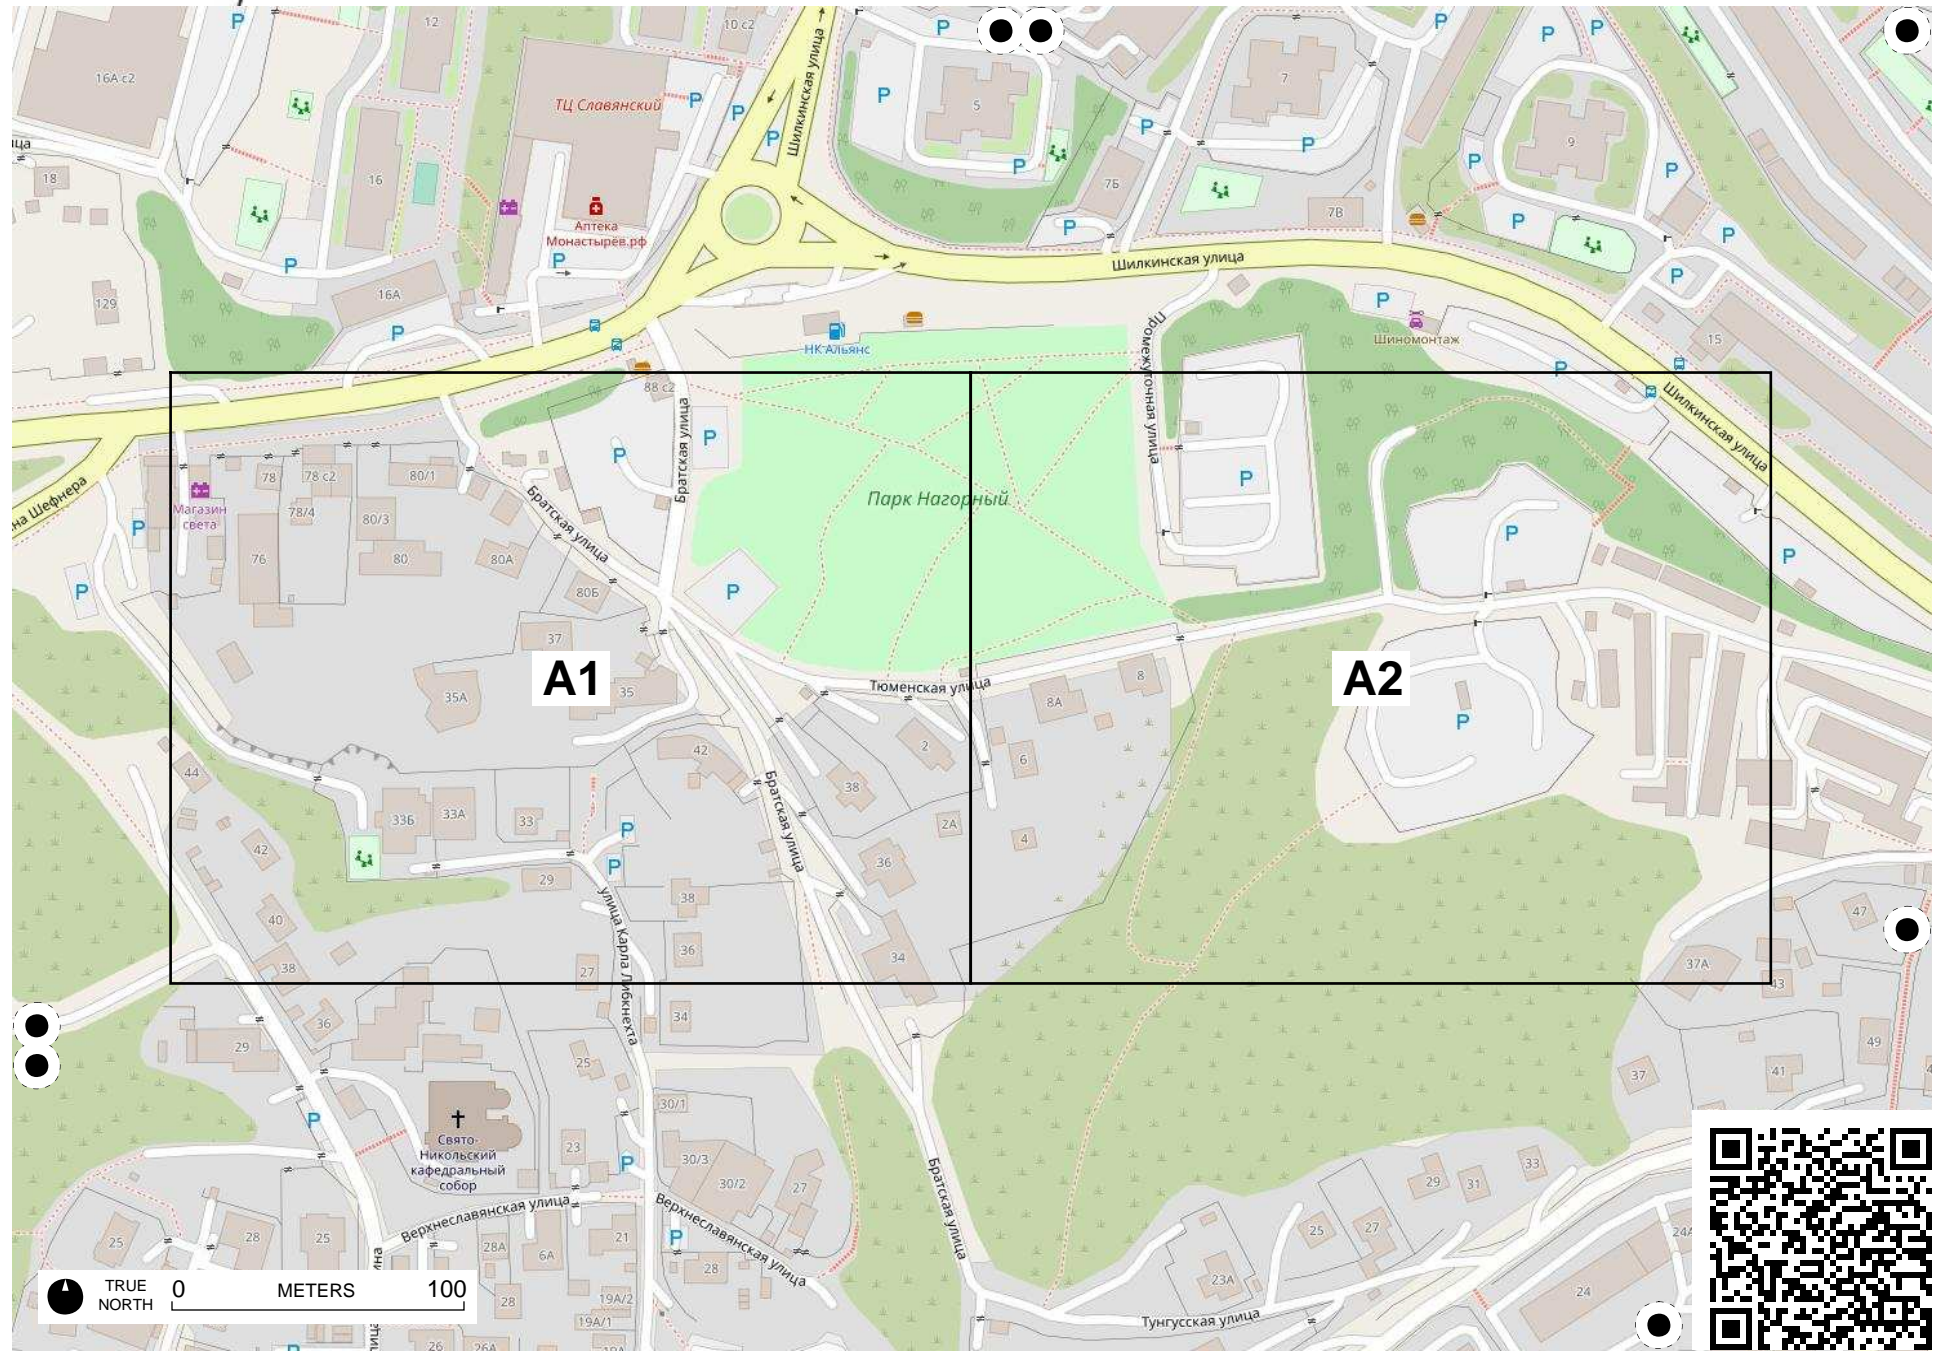 12
10 с2
P
16А с2
ТЦ Славянский
Шилкинская улица
5
7
9
ица
18
16
7Б
7В
Аптека
Монастырёв.рф
Шилкинская улица
129
16А
НК Альянс
Промежуточная улица
Шиномонтаж
15
88 с2
Братская улица
Шилкинская улица
78
78 с2
80/1
на Шефнера
Магазин
света
78/4
80/3
Братская улица
Парк Нагорный
76
80
80А
80Б
37
A1
A2
35А
35
Тюменская улица
8
8А
2
6
42
44
38
33Б
33А
33
2А
4
42
Братская улица
36
29
38
40
улица Карла Либкнехта
47
36
34
38
27
37А
43
36
34
29
25
49
37
41
30/1
Свято-
Никольский
кафедральный
собор
23
30/3
30/2
27
29
31
33
Братская улица
Верхнеславянская улица
Верхнеславянская улица
25
28
25
28А
6А
21
25
27
24А
28
23А
24
TRUE
NORTH
0
METERS
100
28
19А/2
19А/1
Тунгусская улица
26
26А